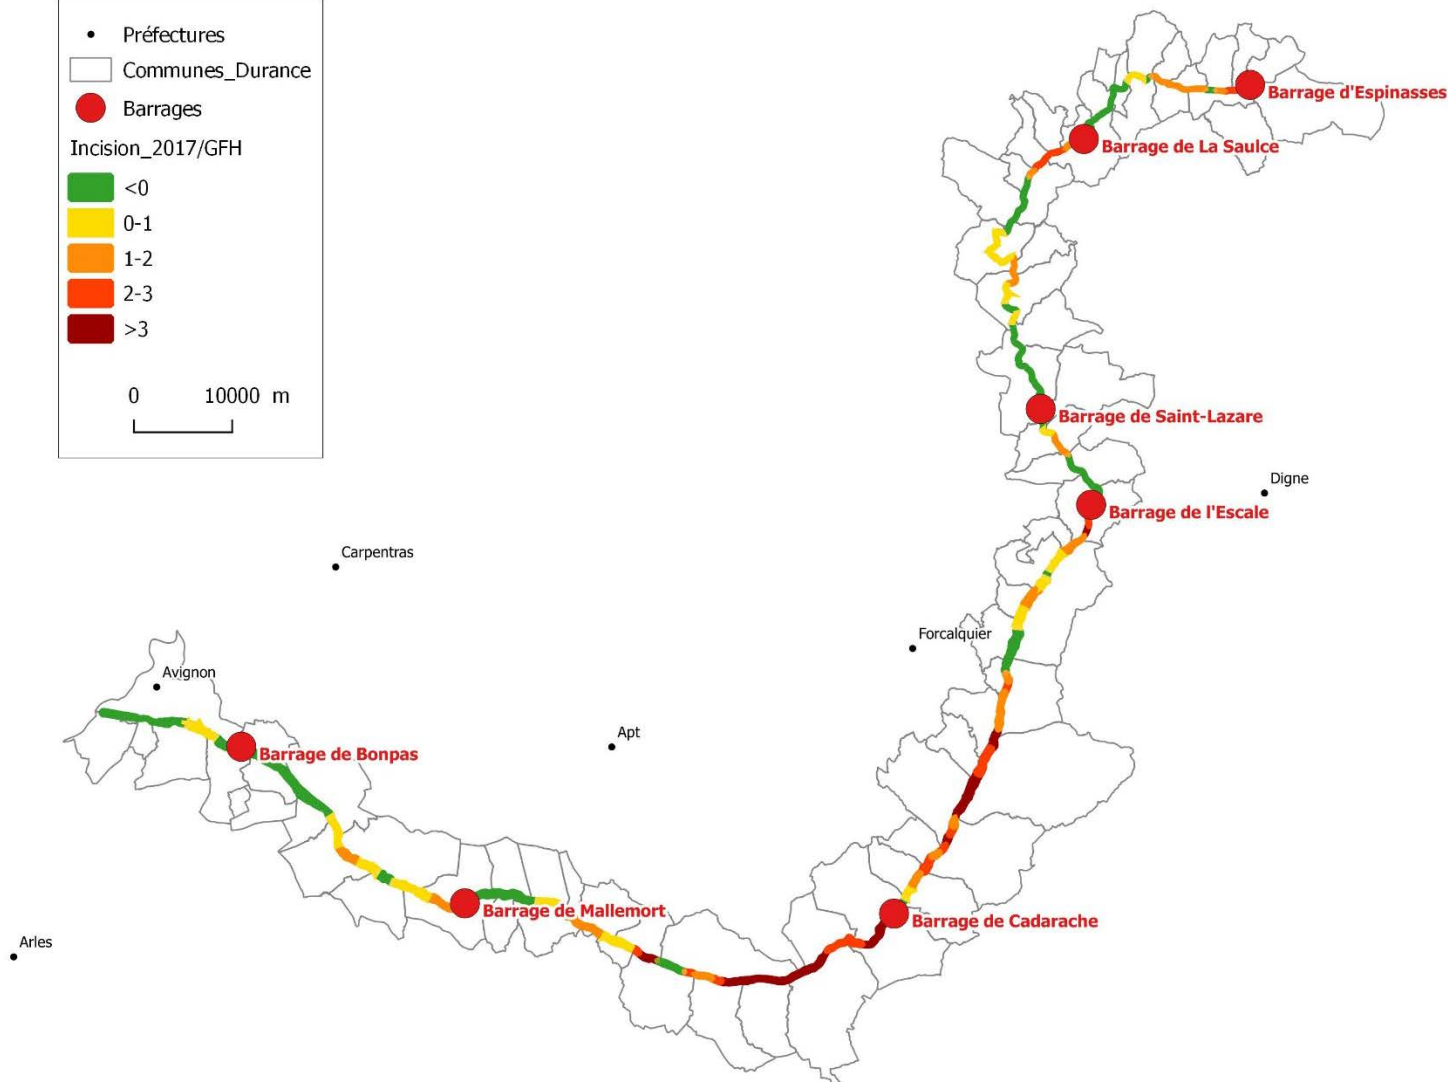 Préfectures
Communes_Durance
Barrages
Incision_2017/GFH
<0
0-1
1-2
2-3
>3
0 10000 m
Barrage d'Espinasses
Barrage de La Saulce
Barrage de Saint-Lazare
Digne
Barrage de l'Escale
Carpentras
Forcalquier
Avignon
Apt
Barrage de Bonpas
Barrage de Mallemort
Barrage de Cadarache
Arles